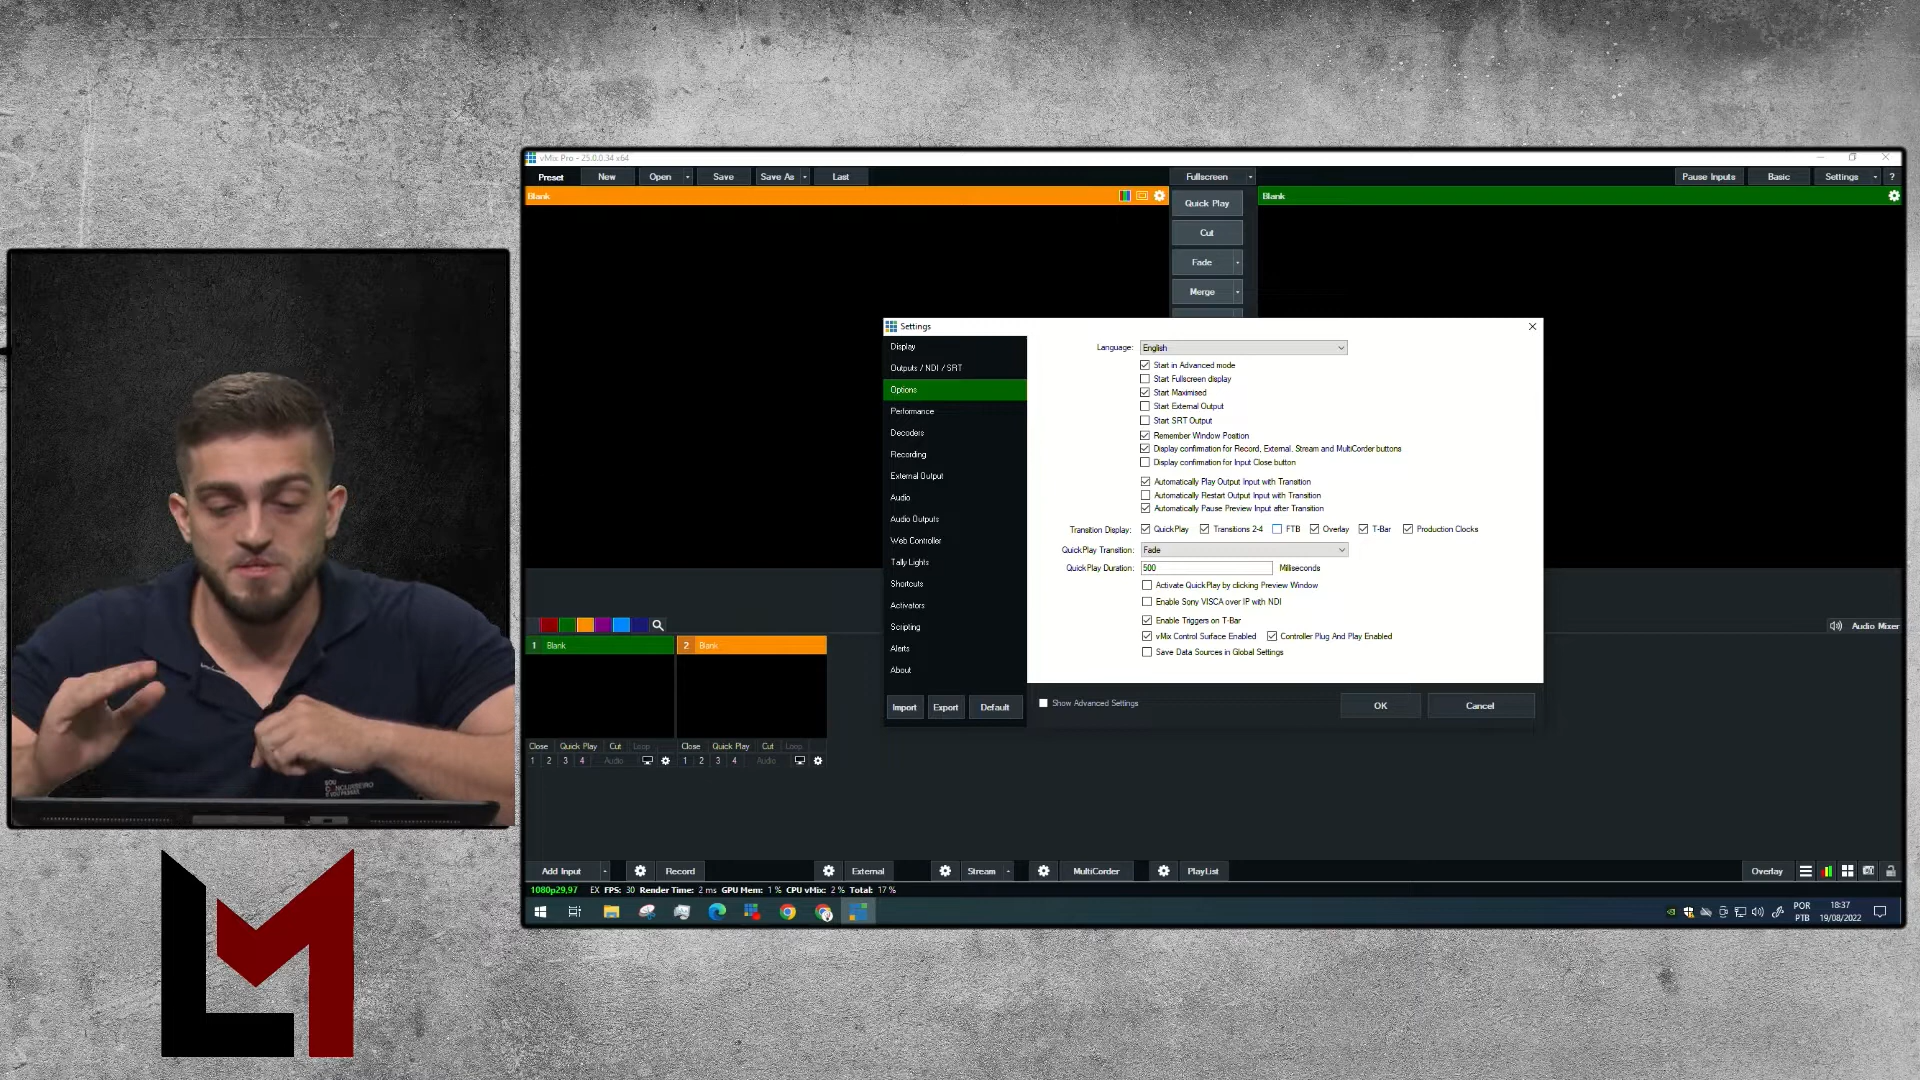 vMix Pro - 25.0.0.34 x64
Preset New Open Save Save As Last Fullscreen Pause Inputs Basic Settings ?
Blank
Blank
Quick Play
Cut
Fade
Merge
Settings
Display
Outputs / NDI / SRT
Options
Performance
Decoders
Recording
External Output
Audio
Audio Outputs
Web Controller
Tally Lights
Shortcuts
Activators
Scripting
Alerts
About
Import Export Default
Language: English
Start in Advanced mode
Start Fullscreen display
Start Maximised
Start External Output
Start SRT Output
Remember Window Position
Display confirmation for Record, External, Stream and MultiCorder buttons
Display confirmation for Input Close button
Automatically Play Output Input with Transition
Automatically Restart Output Input with Transition
Automatically Pause Preview Input after Transition
Transition Display: QuickPlay Transitions 2-4 FTB Overlay T-Bar Production Clocks
QuickPlay Transition: Fade
QuickPlay Duration: 500 Milliseconds
Activate QuickPlay by clicking Preview Window
Enable Sony VISCA over IP with NDI
Enable Triggers on T-Bar
vMix Control Surface Enabled Controller Plug And Play Enabled
Save Data Sources in Global Settings
Show Advanced Settings OK Cancel
Audio Mixer
1 Blank 2 Blank
Close Quick Play Cut Loop Close Quick Play Cut Loop
1 2 3 4 Audio 1 2 3 4 Audio
Add Input Record External Stream MultiCorder PlayList Overlay
1080p29.97 EX FPS: 30 Render Time: 2 ms GPU Mem: 1 % CPU vMix: 2 % Total: 17 %
POR
PTB
18:37
19/08/2022
LM